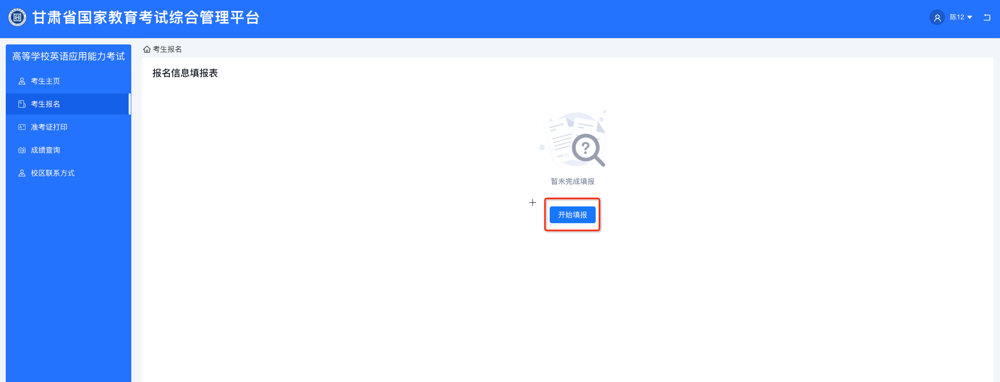 甘肃省国家教育考试综合管理平台
陈12
高等学校英语应用能力考试
考生主页
考生报名
准考证打印
成绩查询
校区联系方式
考生报名
报名信息填报表
暂未完成填报
开始填报